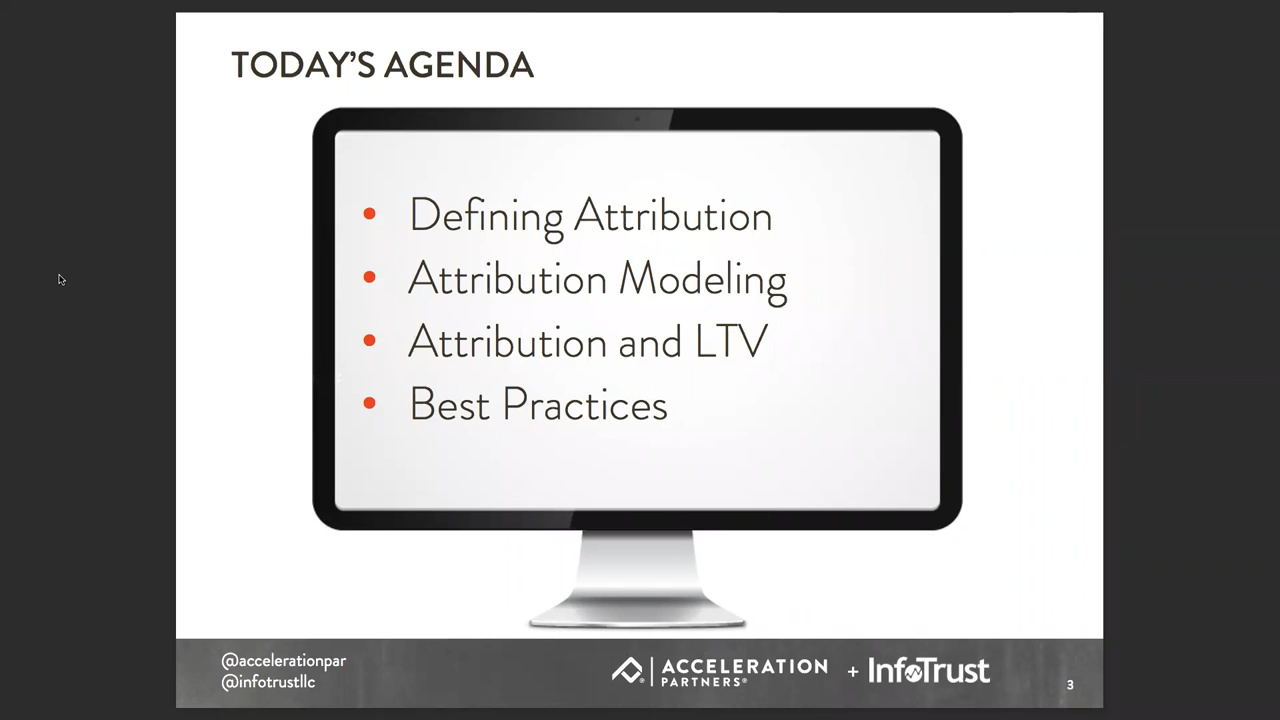 TODAY'S AGENDA
• Defining Attribution
• Attribution Modeling
• Attribution and LTV
• Best Practices
@accelerationpar
@infotrustllc
ACCELERATION
PARTNERS®
+ InfoTrust
3